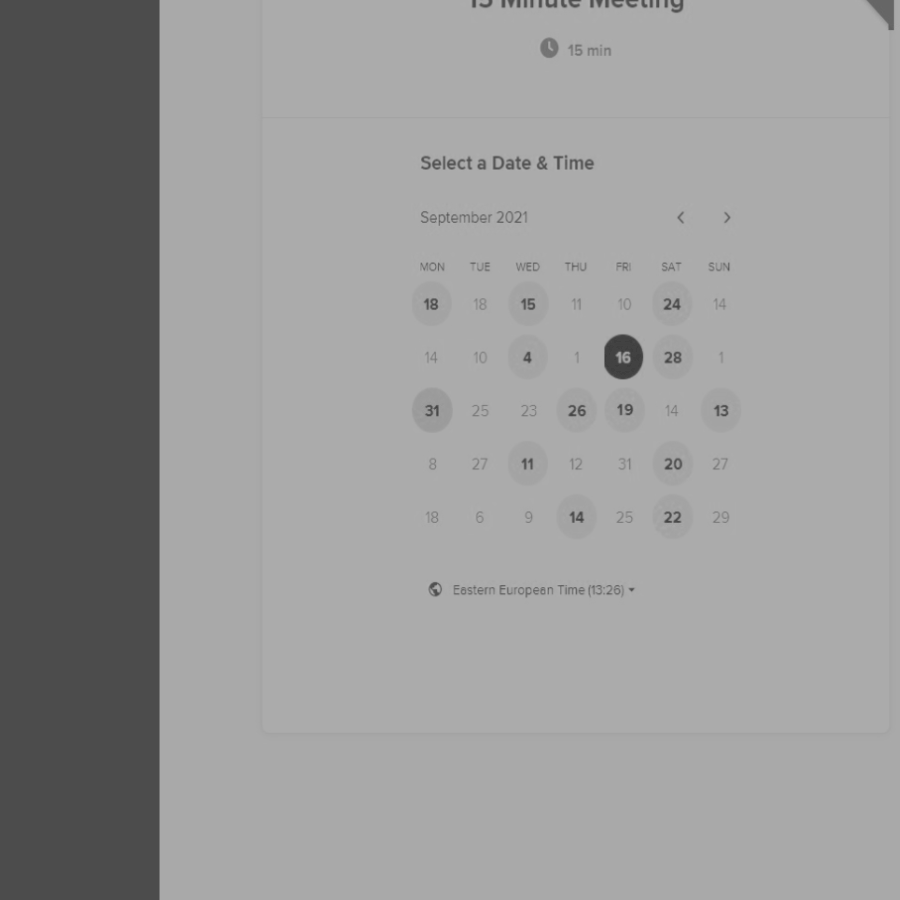 15 Minute Meeting
15 min
Select a Date & Time
September 2021
MON TUE WED THU FRI SAT SUN
18 18 15 11 10 24 14
14 10 4 1 16 28 1
31 25 23 26 19 14 13
8 27 11 12 31 20 27
18 6 9 14 25 22 29
Eastern European Time (13:26)